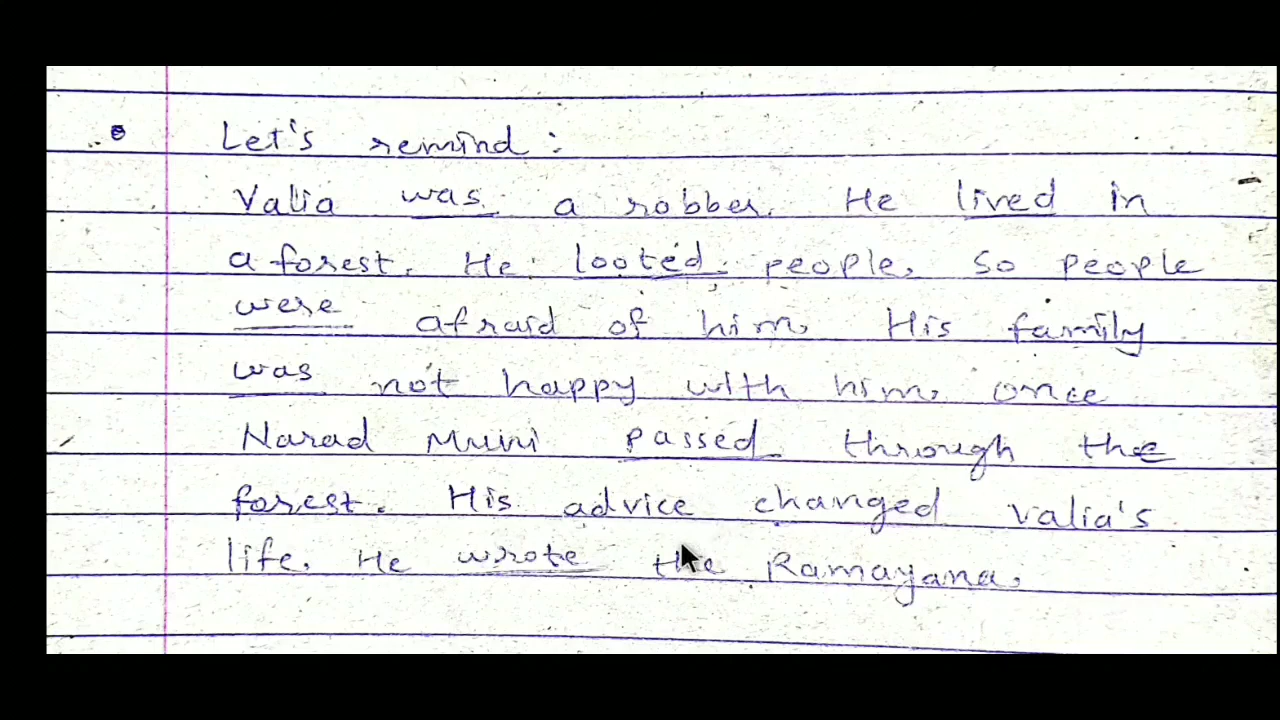 Let's remind:
Valia was a robber. He lived in
a forest. He looted people, so people
were afraid of him. His family
was not happy with him. once
Narad Muni passed through the
forest. His advice changed Valia's
life. He wrote the Ramayana.